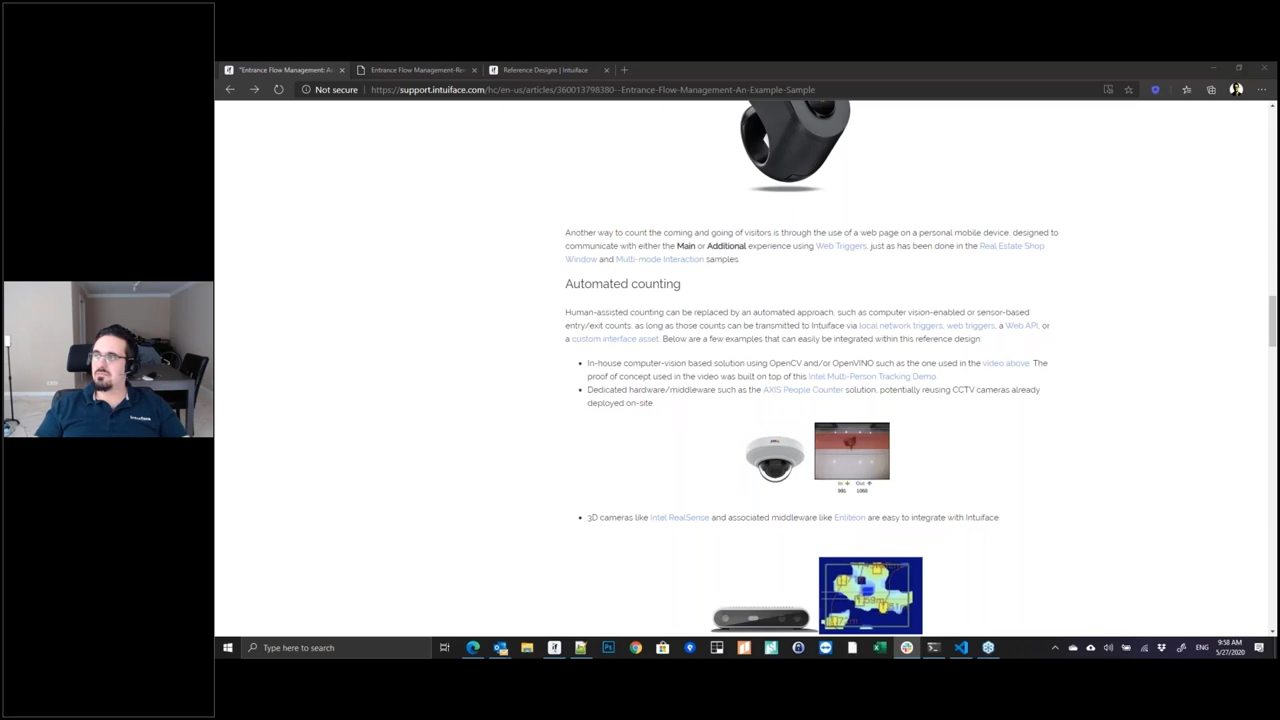 "Entrance Flow Management: An
Entrance Flow Management-Re
Reference Designs | Intuiface
Not secure
https://support.intuiface.com/hc/en-us/articles/360013798380--Entrance-Flow-Management-An-Example-Sample
Another way to count the coming and going of visitors is through the use of a web page on a personal mobile device, designed to
communicate with either the Main or Additional experience using Web Triggers, just as has been done in the Real Estate Shop
Window and Multi-mode Interaction samples.
Automated counting
Human-assisted counting can be replaced by an automated approach, such as computer vision-enabled or sensor-based
entry/exit counts, as long as those counts can be transmitted to Intuiface via local network triggers, web triggers, a Web API, or
a custom interface asset. Below are a few examples that can easily be integrated within this reference design:
In-house computer-vision based solution using OpenCV and/or OpenVINO such as the one used in the video above. The
proof of concept used in the video was built on top of this Intel Multi-Person Tracking Demo
Dedicated hardware/middleware such as the AXIS People Counter solution, potentially reusing CCTV cameras already
deployed on-site.
In
Out
991
1066
3D cameras like Intel RealSense and associated middleware like Enliteon are easy to integrate with Intuiface.
intuiface
Type here to search
ENG
9:58 AM
5/27/2020